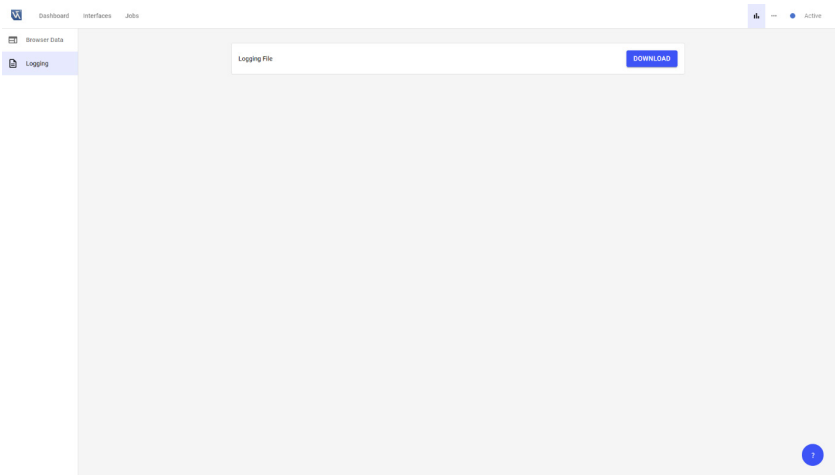 Dashboard Interfaces Jobs
Active
Browser Data
Logging
Logging File
DOWNLOAD
?